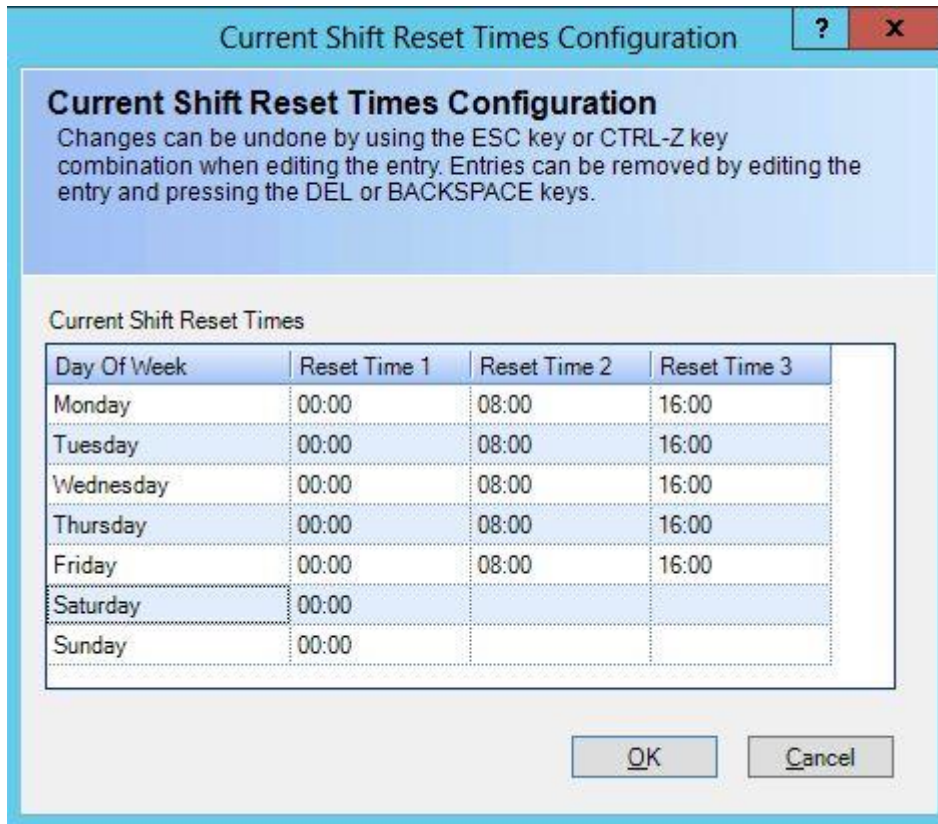 Current Shift Reset Times Configuration
? x
Current Shift Reset Times Configuration
Changes can be undone by using the ESC key or CTRL-Z key
combination when editing the entry. Entries can be removed by editing the
entry and pressing the DEL or BACKSPACE keys.
Current Shift Reset Times
Day Of Week Reset Time 1 Reset Time 2 Reset Time 3
Monday 00:00 08:00 16:00
Tuesday 00:00 08:00 16:00
Wednesday 00:00 08:00 16:00
Thursday 00:00 08:00 16:00
Friday 00:00 08:00 16:00
Saturday 00:00
Sunday 00:00
OK Cancel